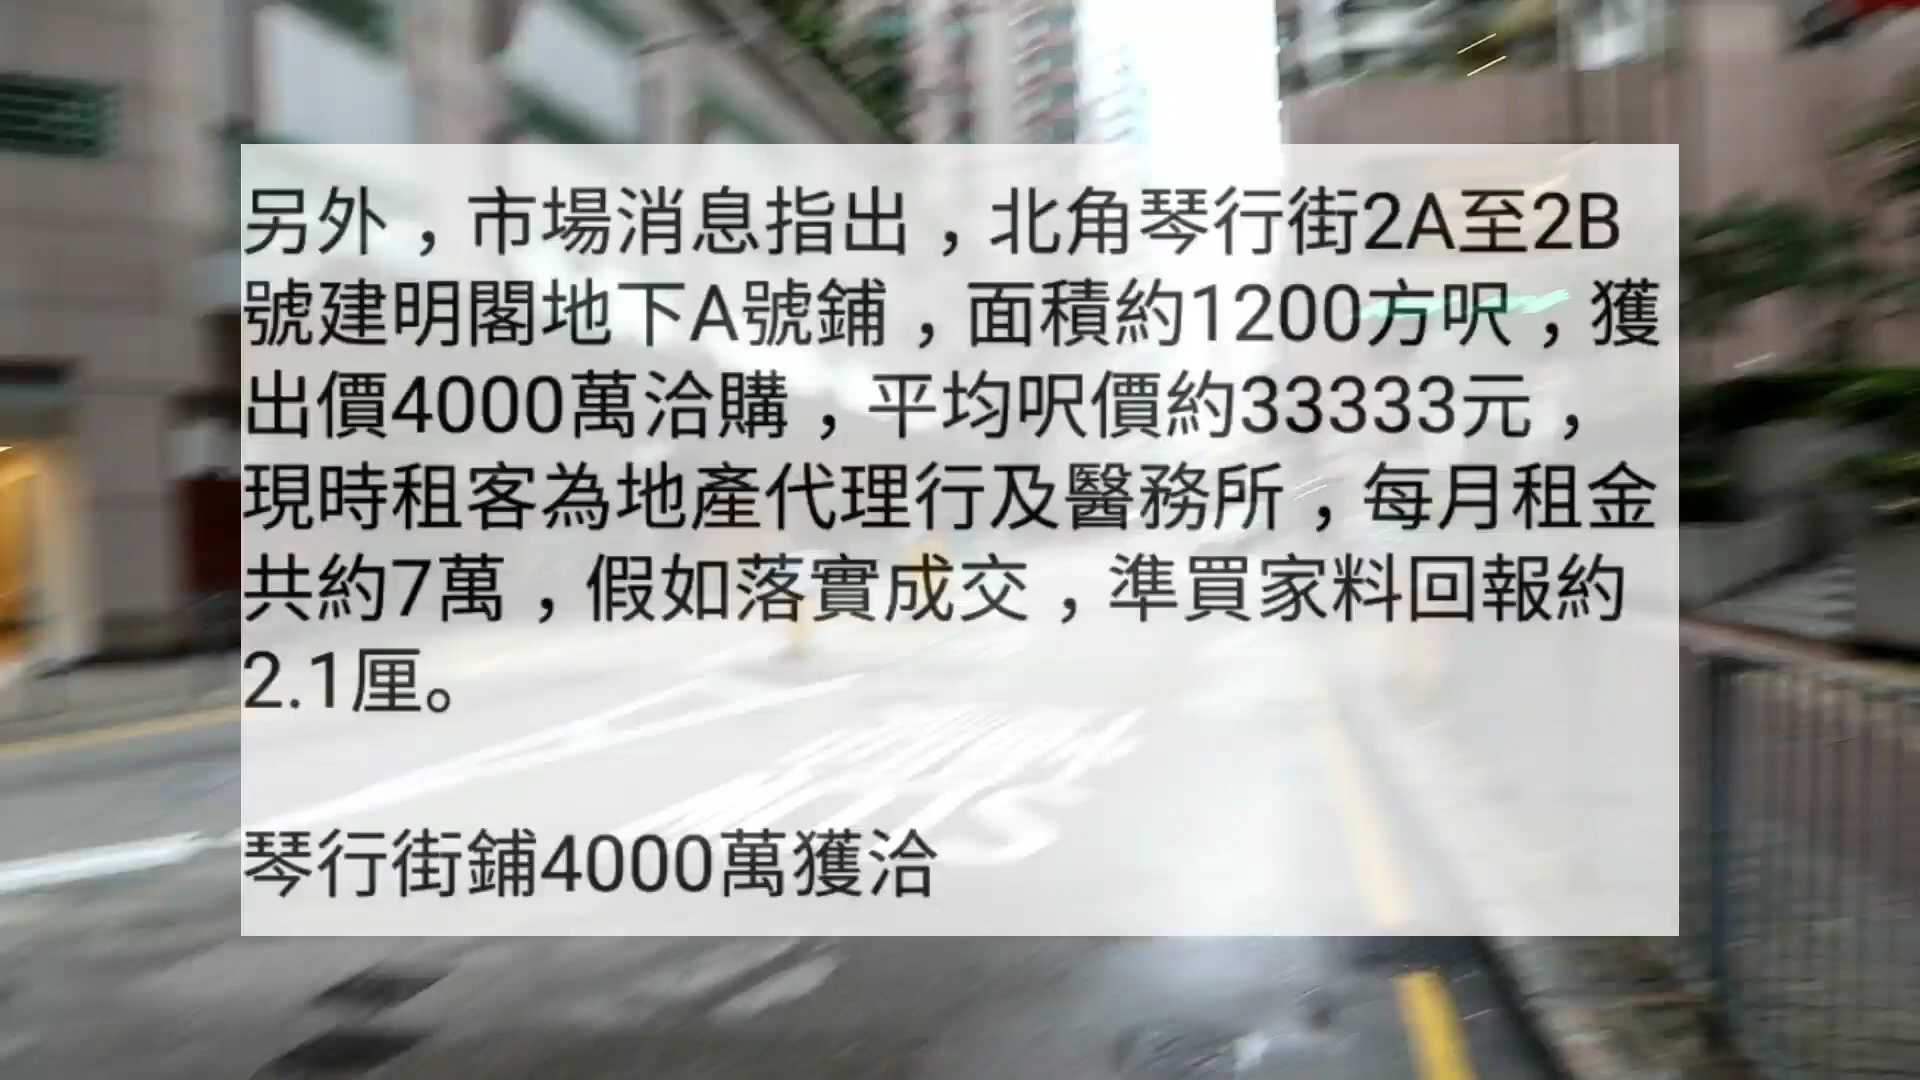 另外，市場消息指出，北角琴行街2A至2B
號建明閣地下A號鋪，面積約1200方呎，獲
出價4000萬洽購，平均呎價約33333元，
現時租客為地產代理行及醫務所，每月租金
共約7萬，假如落實成交，準買家料回報約
2.1厘。
琴行街鋪4000萬獲洽